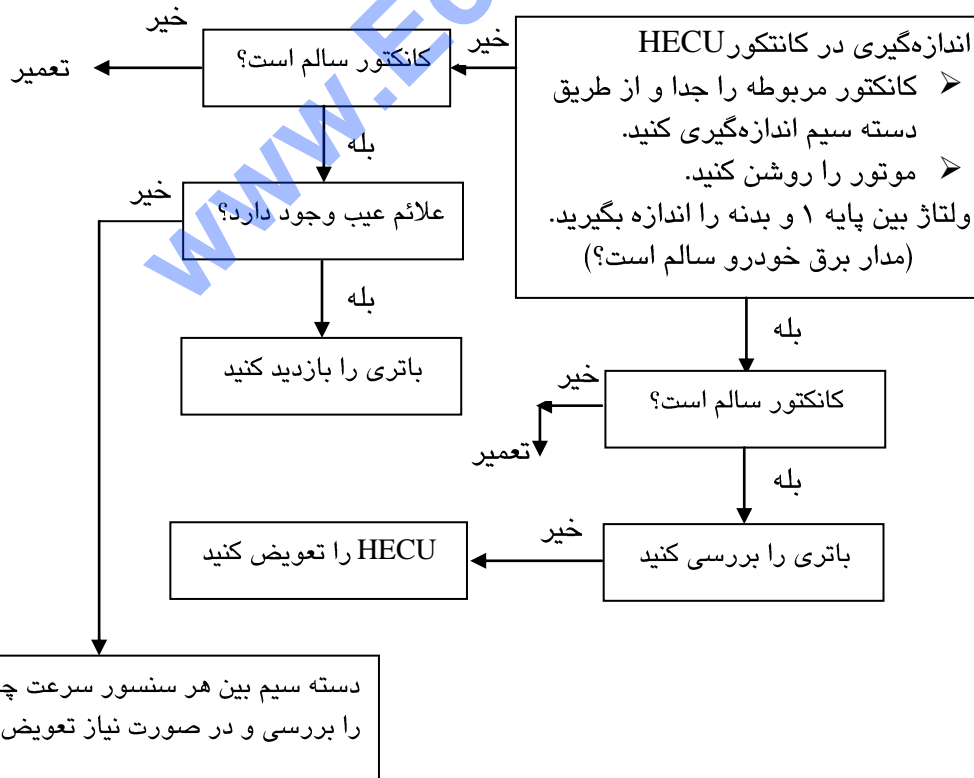 اندازه‌گیری در کانتکور HECU
کانکتور مربوطه را جدا و از طریق
دسته سیم اندازه‌گیری کنید.
موتور را روشن کنید.
ولتاژ بین پایه ۱ و بدنه را اندازه بگیرید.
(مدار برق خودرو سالم است؟)
خیر
کانکتور سالم است؟
خیر
تعمیر
بله
علائم عیب وجود دارد؟
خیر
بله
باتری را بازدید کنید
بله
کانکتور سالم است؟
خیر
تعمیر
بله
باتری را بررسی کنید
خیر
HECU را تعویض کنید
دسته سیم بین هر سنسور سرعت
را بررسی و در صورت نیاز تعویض